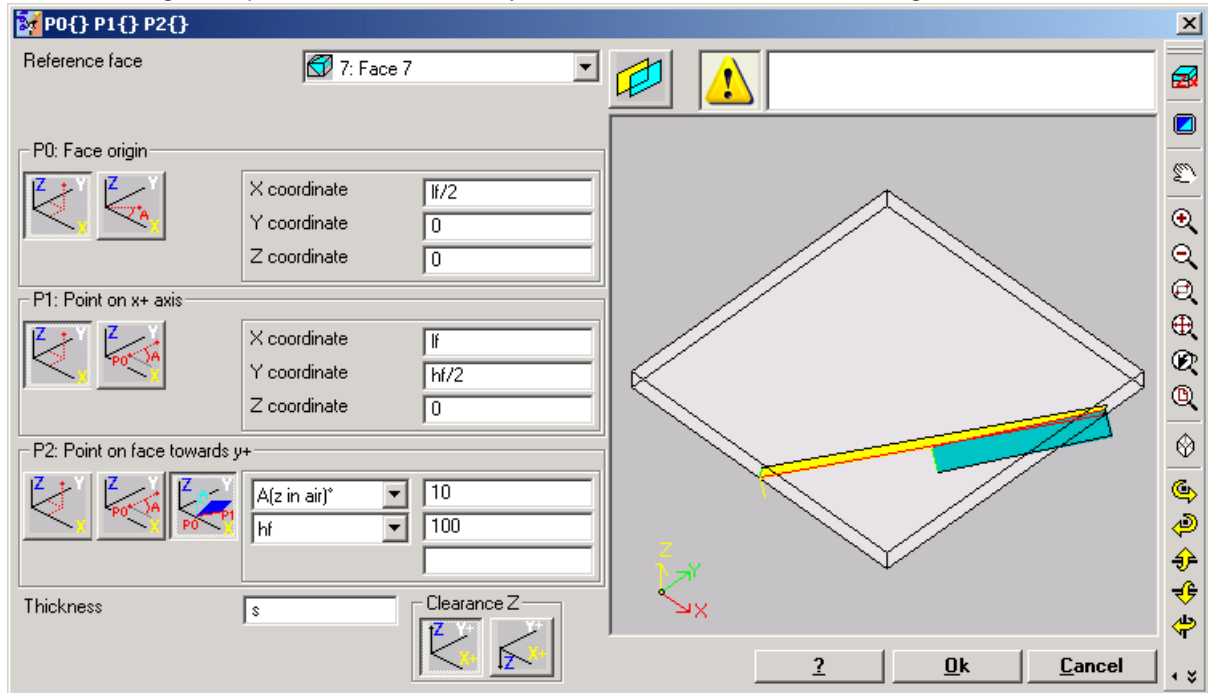 P0{} P1{} P2{}
Reference face
7: Face 7
P0: Face origin
X coordinate
lf/2
Y coordinate
0
Z coordinate
0
P1: Point on x+ axis
X coordinate
lf
Y coordinate
hf/2
Z coordinate
0
P2: Point on face towards y+
A(z in air)°
10
hf
100
Thickness
s
Clearance Z
Z
Y
X
?
Ok
Cancel